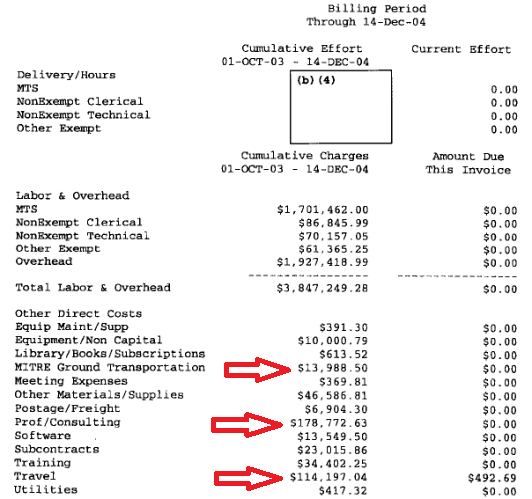 Billing Period
Through 14-Dec-04
Cumulative Effort Current Effort
01-OCT-03 - 14-DEC-04
Delivery/Hours (b) (4)
MTS 0.00
NonExempt Clerical 0.00
NonExempt Technical 0.00
Other Exempt 0.00
Cumulative Charges Amount Due
01-OCT-03 - 14-DEC-04 This Invoice
Labor & Overhead
MTS $1,701,462.00 $0.00
NonExempt Clerical $86,845.99 $0.00
NonExempt Technical $70,157.05 $0.00
Other Exempt $61,365.25 $0.00
Overhead $1,927,418.99 $0.00
Total Labor & Overhead $3,847,249.28 $0.00
Other Direct Costs
Equip Maint/Supp $391.30 $0.00
Equipment/Non Capital $10,000.79 $0.00
Library/Books/Subscriptions $613.52 $0.00
MITRE Ground Transportation $13,988.50 $0.00
Meeting Expenses $369.81 $0.00
Other Materials/Supplies $46,586.81 $0.00
Postage/Freight $6,904.30 $0.00
Prof/Consulting $178,772.63 $0.00
Software $13,549.50 $0.00
Subcontracts $23,015.86 $0.00
Training $34,402.25 $0.00
Travel $114,197.04 $492.69
Utilities $417.32 $0.00